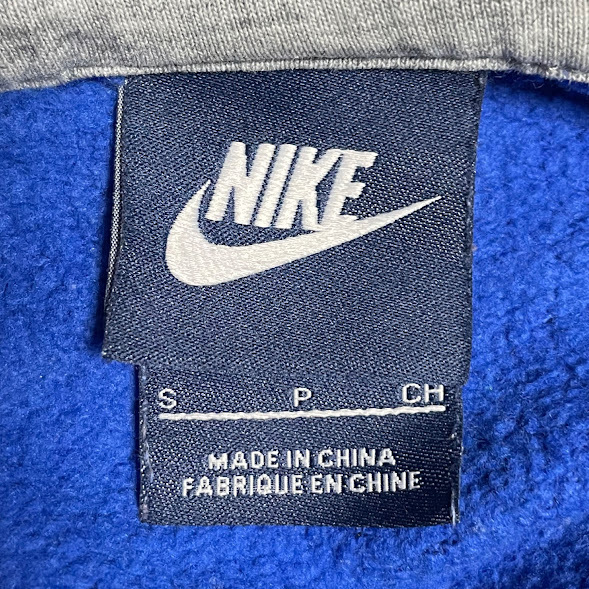 NIKE
S P CH
MADE IN CHINA
FABRIQUE EN CHINE